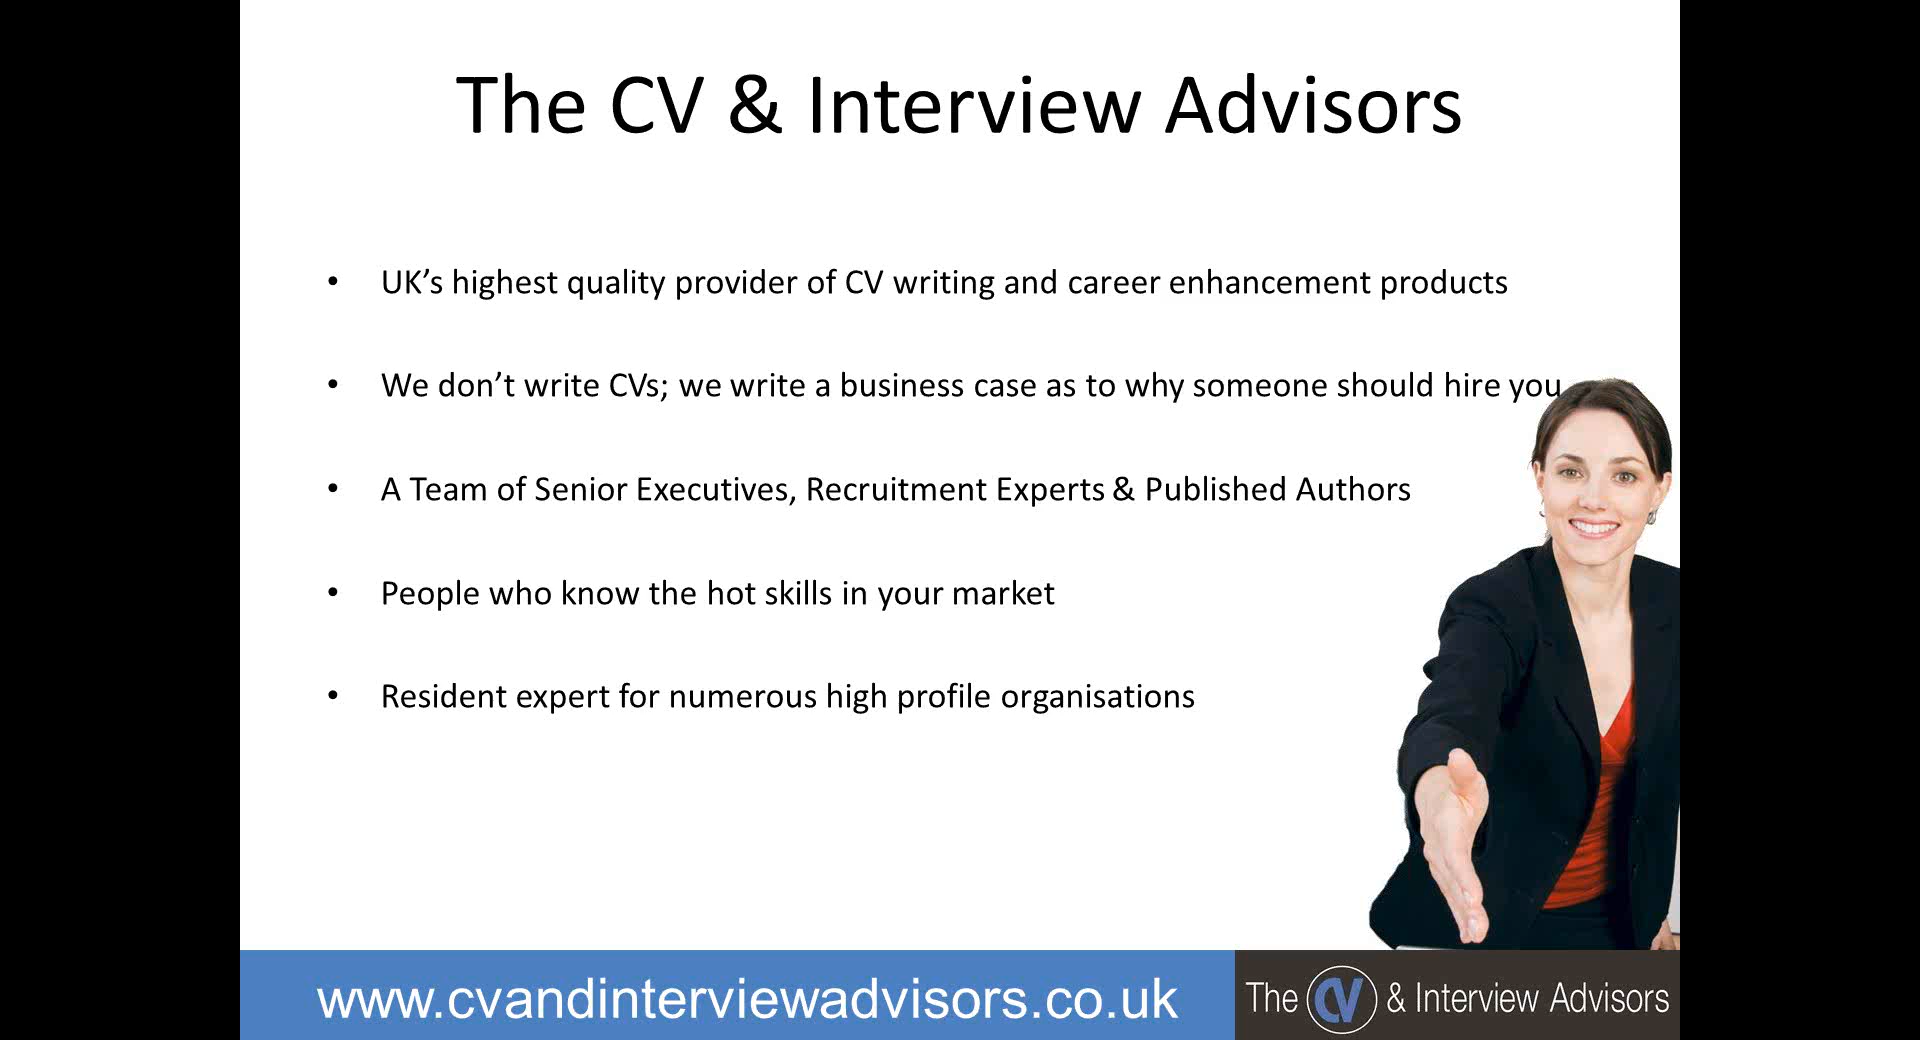 The CV & Interview Advisors
• UK’s highest quality provider of CV writing and career enhancement products
• We don’t write CVs; we write a business case as to why someone should hire you
• A Team of Senior Executives, Recruitment Experts & Published Authors
• People who know the hot skills in your market
• Resident expert for numerous high profile organisations
www.cvandinterviewadvisors.co.uk
The CV & Interview Advisors